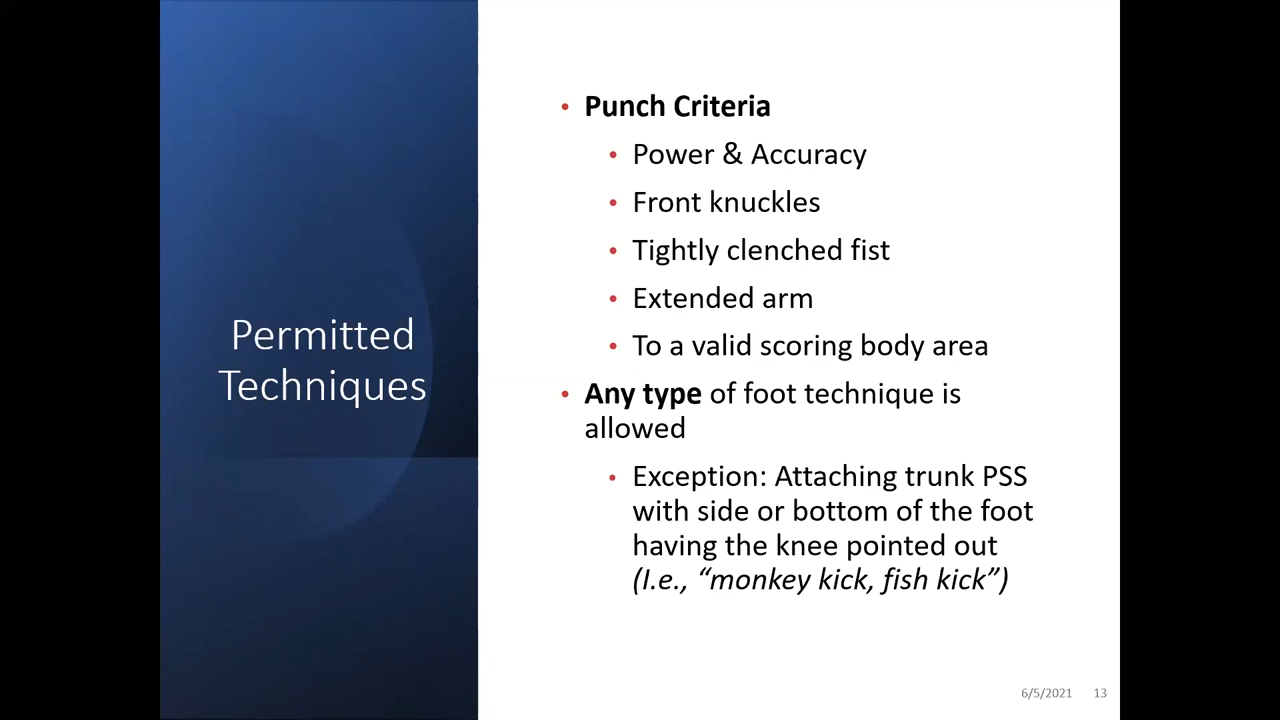 Permitted
Techniques
• Punch Criteria
• Power & Accuracy
• Front knuckles
• Tightly clenched fist
• Extended arm
• To a valid scoring body area
• Any type of foot technique is
allowed
• Exception: Attaching trunk PSS
with side or bottom of the foot
having the knee pointed out
(I.e., “monkey kick, fish kick”)
6/5/2021 13